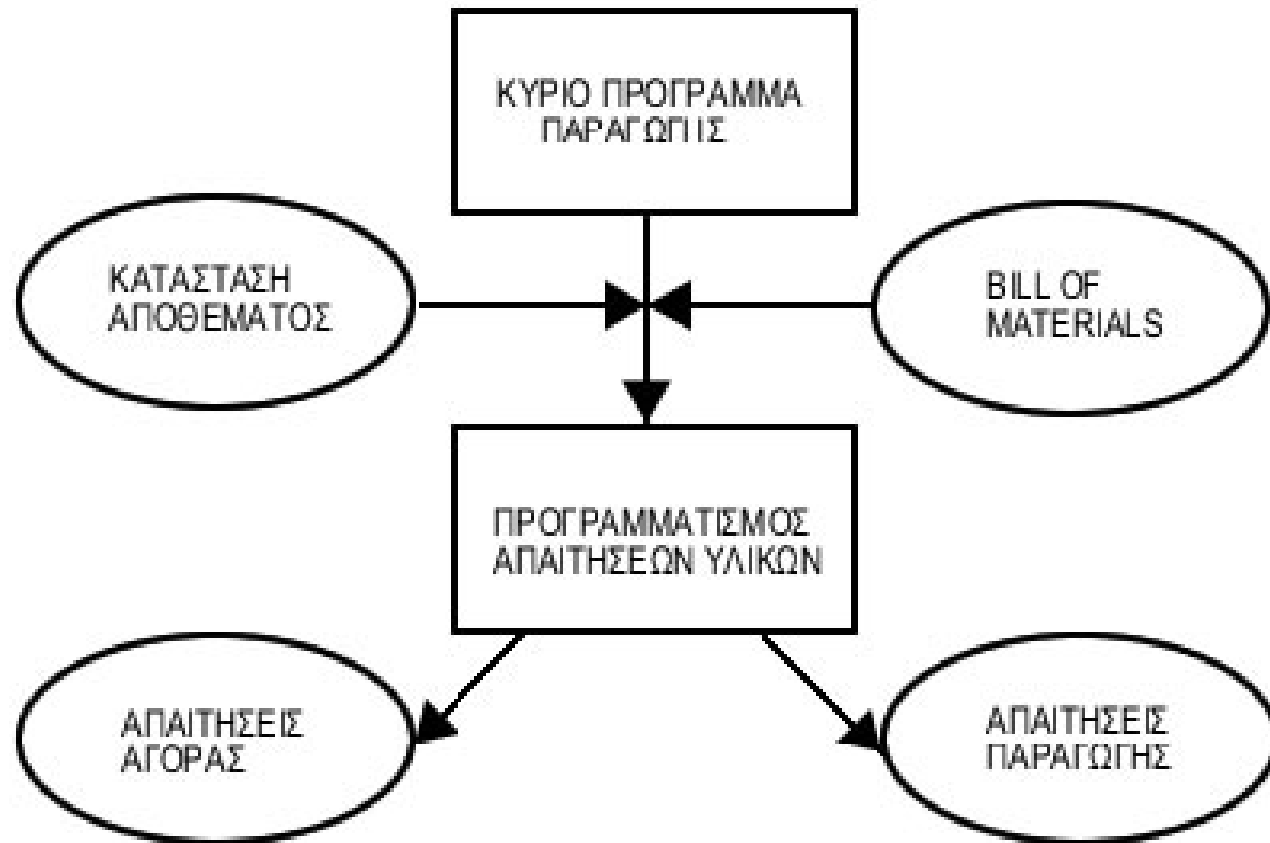 ΚΥΡΙΟ ΠΡΟΓΡΑΜΜΑ
ΠΑΡΑΓΩΓΗΣ
ΚΑΤΑΣΤΑΣΗ
ΑΠΟΘΕΜΑΤΟΣ
BILL OF
MATERIALS
ΠΡΟΓΡΑΜΜΑΤΙΣΜΟΣ
ΑΠΑΙΤΗΣΕΩΝ ΥΛΙΚΩΝ
ΑΠΑΙΤΗΣΕΙΣ
ΑΓΟΡΑΣ
ΑΠΑΙΤΗΣΕΙΣ
ΠΑΡΑΓΩΓΗΣ